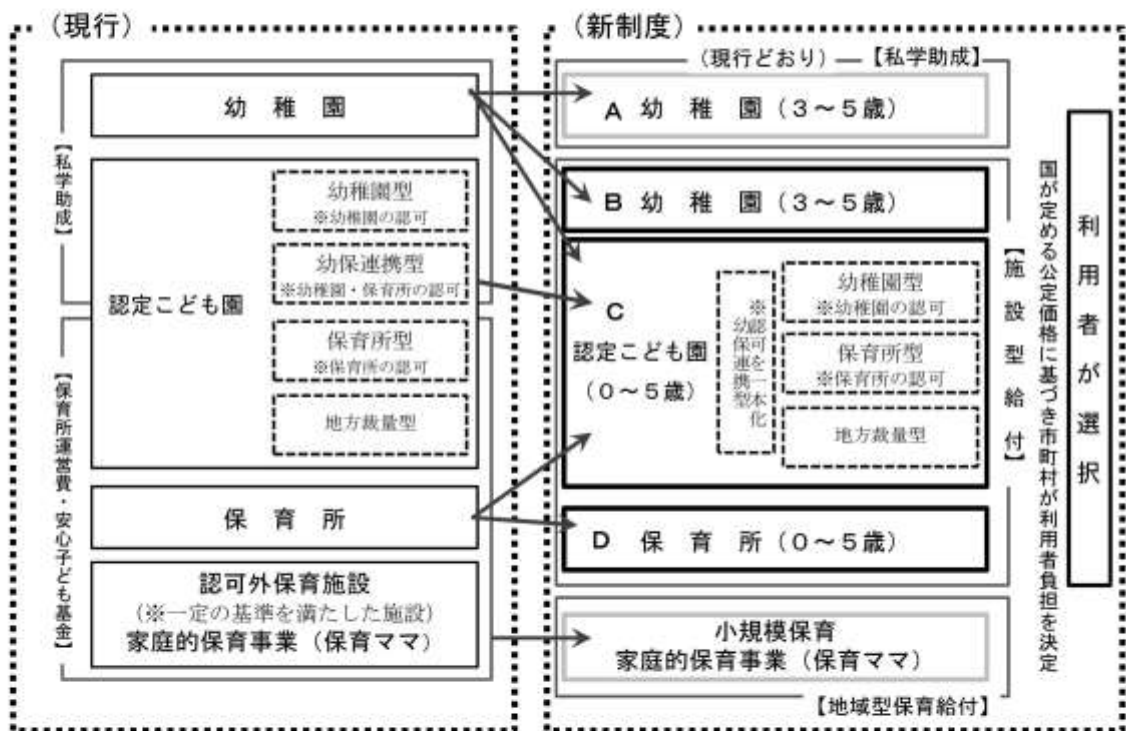 （現行）
幼稚園
【私学助成】
認定こども園
幼稚園型
※幼稚園の認可
幼保連携型
※幼稚園・保育所の認可
保育所型
※保育所の認可
地方裁量型
【保育所運営費・安心子ども基金】
保育所
認可外保育施設
（※一定の基準を満たした施設）
家庭的保育事業（保育ママ）
（新制度）
（現行どおり）
【私学助成】
A 幼稚園（3～5歳）
B 幼稚園（3～5歳）
C
認定こども園
（0～5歳）
※認可を一本化
幼保連携型
幼稚園型
※幼稚園の認可
保育所型
※保育所の認可
地方裁量型
D 保育所（0～5歳）
【施設型給付】
小規模保育
家庭的保育事業（保育ママ）
【地域型保育給付】
国が定める公定価格に基づき市町村が利用者負担を決定
利用者が選択